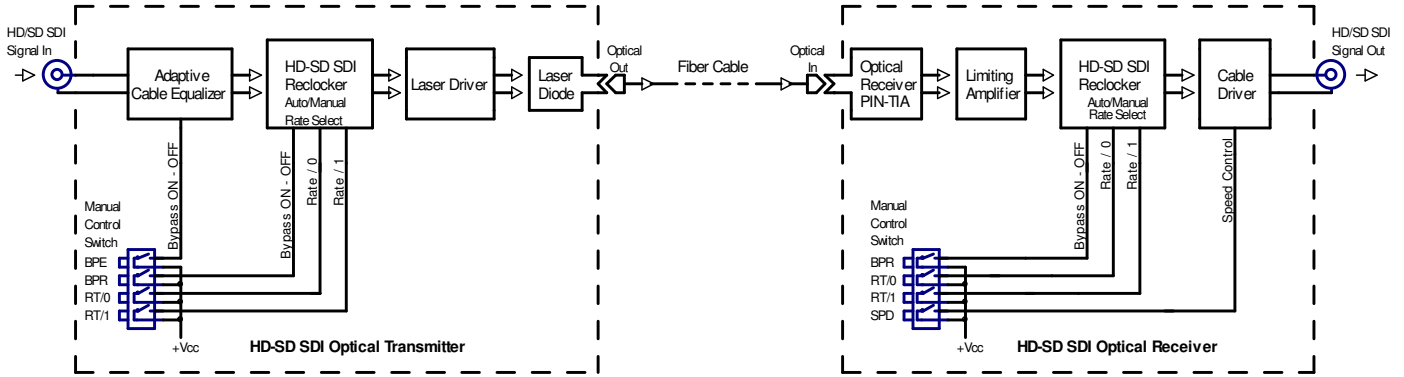 HD/SD SDI
Signal In
Adaptive
Cable Equalizer
HD-SD SDI
Reclocker
Auto/Manual
Rate Select
Laser Driver
Laser
Diode
Optical
Out
Fiber Cable
Optical
In
Optical
Receiver
PIN-TIA
Limiting
Amplifier
HD-SD SDI
Reclocker
Auto/Manual
Rate Select
Cable
Driver
HD/SD SDI
Signal Out
Bypass ON - OFF
Bypass ON - OFF
Rate / 0
Rate / 1
Manual
Control
Switch
BPE
BPR
RT/0
RT/1
+Vcc
HD-SD SDI Optical Transmitter
Bypass ON - OFF
Rate / 0
Rate / 1
Speed Control
Manual
Control
Switch
BPR
RT/0
RT/1
SPD
+Vcc
HD-SD SDI Optical Receiver